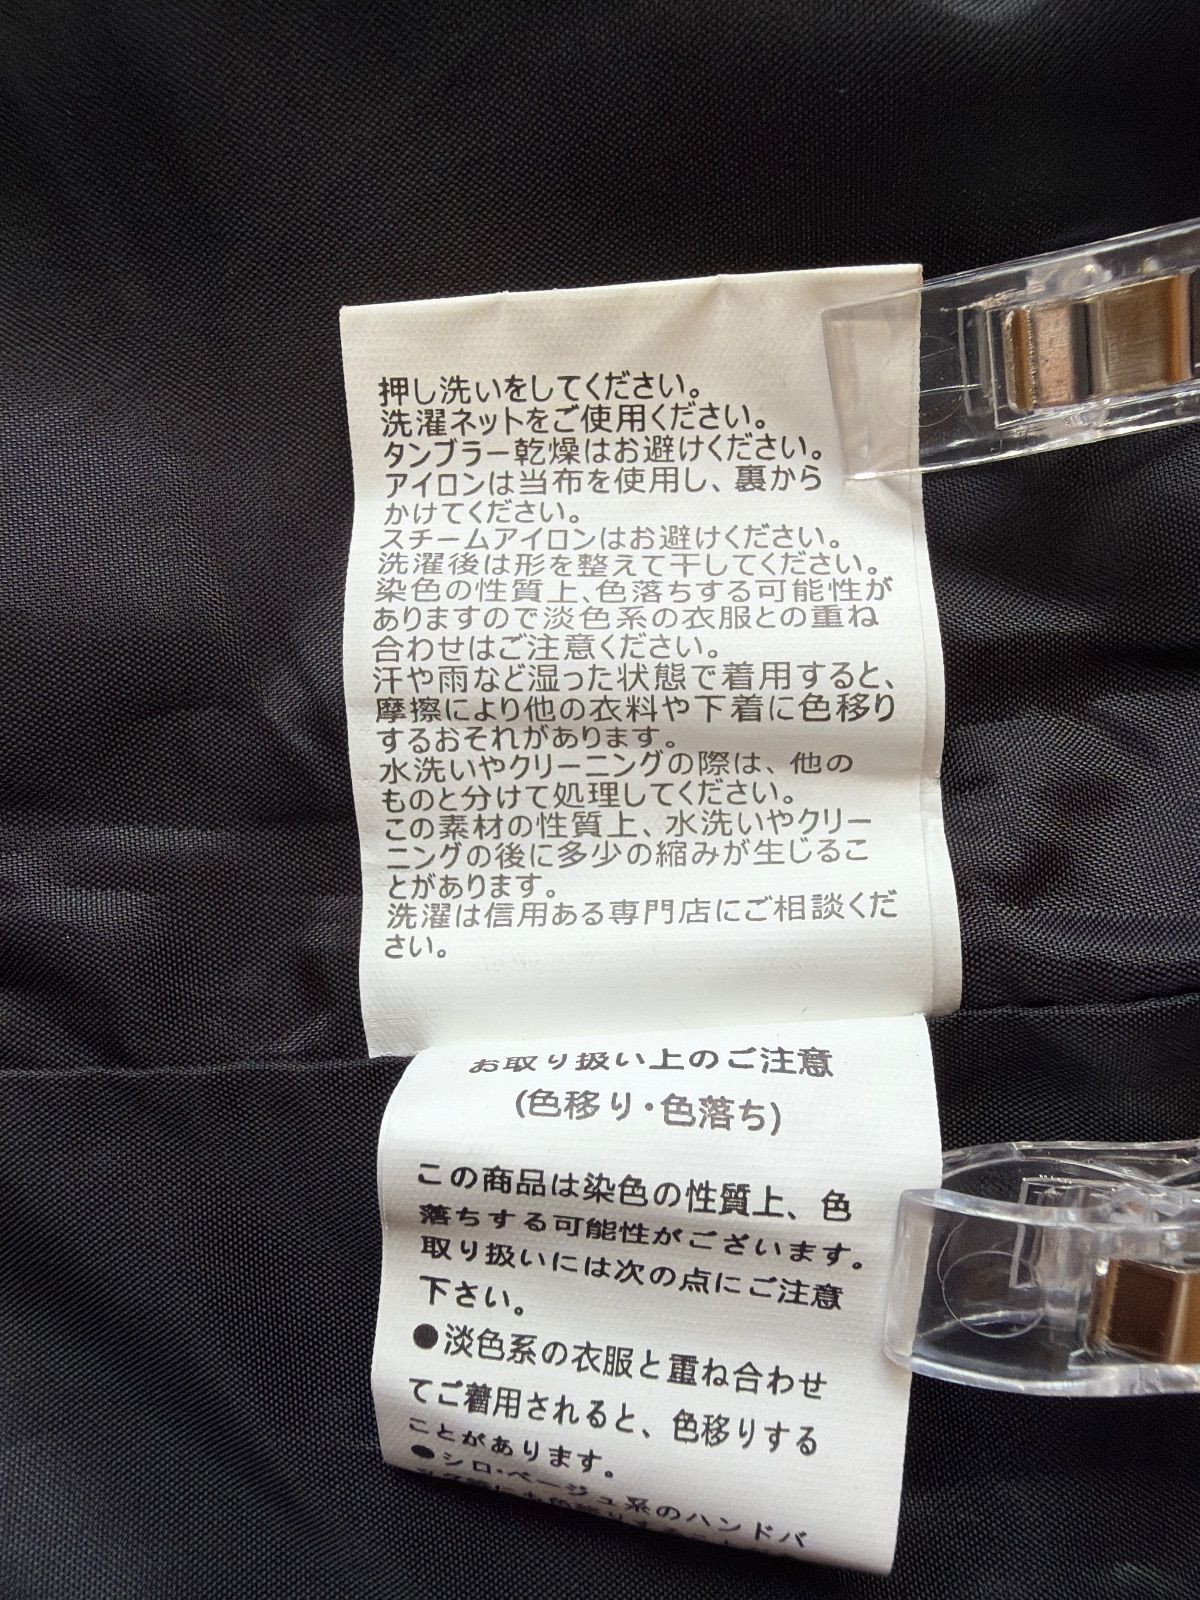 押し洗いをしてください。
洗濯ネットをご使用ください。
タンブラー乾燥はお避けください。
アイロンは当布を使用し、裏から
かけてください。
スチームアイロンはお避けください。
洗濯後は形を整えて干してください。
染色の性質上、色落ちする可能性が
ありますので淡色系の衣服との重ね
合わせはご注意ください。
汗や雨など湿った状態で着用すると、
摩擦により他の衣料や下着に色移り
するおそれがあります。
水洗いやクリーニングの際は、他の
ものと分けて処理してください。
この素材の性質上、水洗いやクリー
ニングの後に多少の縮みが生じるこ
とがあります。
洗濯は信用ある専門店にご相談くだ
さい。
お取り扱い上のご注意
(色移り・色落ち)
この商品は染色の性質上、色
落ちする可能性がございます。
取り扱いには次の点にご注意
下さい。
●淡色系の衣服と重ね合わせ
てご着用されると、色移りする
ことがあります。
●シロ・ベージュ系のハンドバ